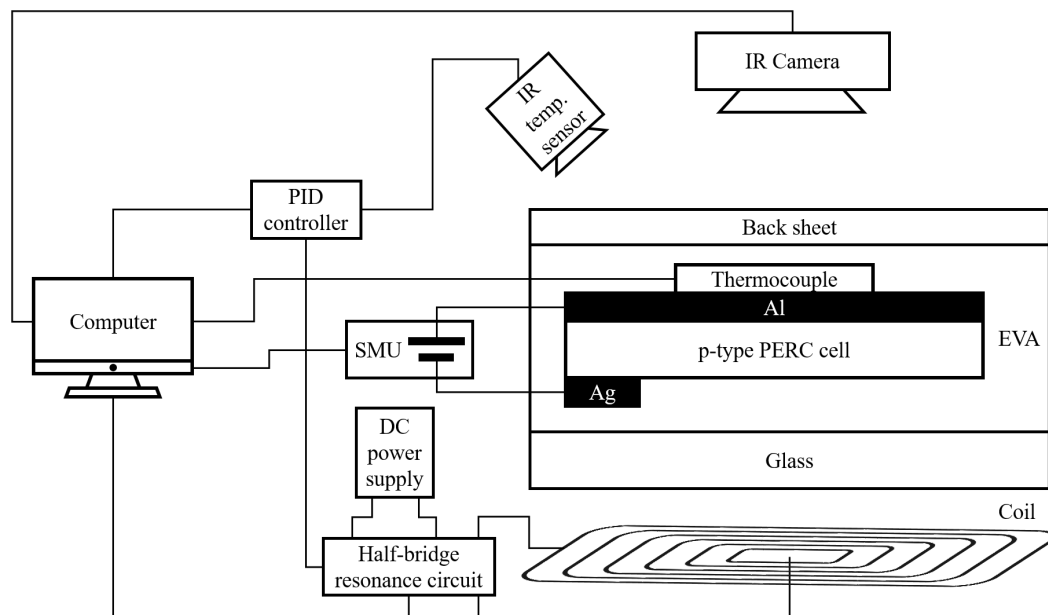 IR Camera
IR
temp.
sensor
PID
controller
Back sheet
Thermocouple
Computer
Al
SMU
p-type PERC cell
EVA
Ag
DC
power
supply
Glass
Coil
Half-bridge
resonance circuit